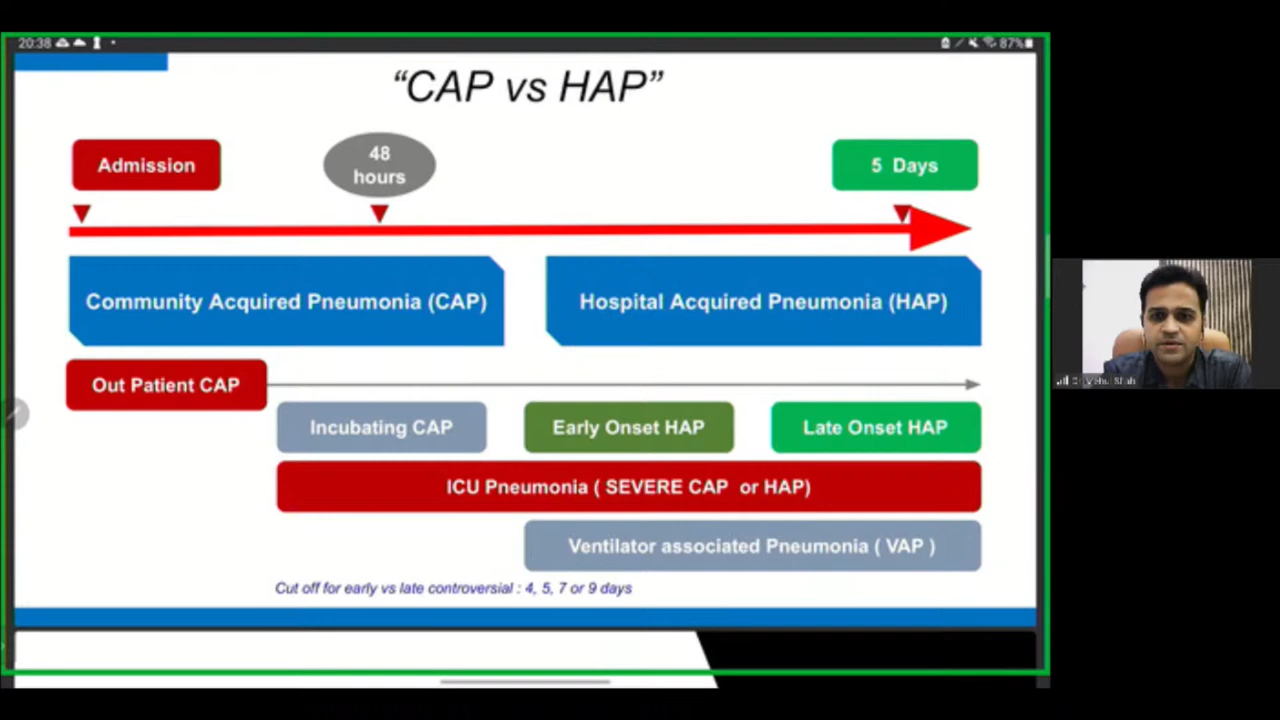 20:38
87%
“CAP vs HAP”
Admission
48
hours
5 Days
Community Acquired Pneumonia (CAP)
Hospital Acquired Pneumonia (HAP)
Out Patient CAP
Incubating CAP
Early Onset HAP
Late Onset HAP
ICU Pneumonia ( SEVERE CAP or HAP)
Ventilator associated Pneumonia ( VAP )
Cut off for early vs late controversial : 4, 5, 7 or 9 days